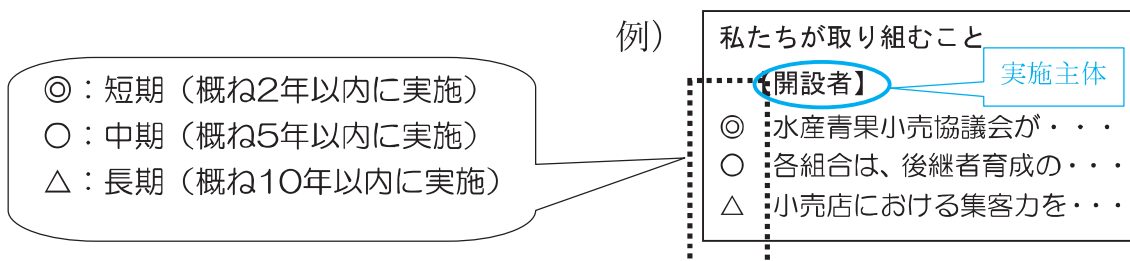 ◎：短期（概ね2年以内に実施）
○：中期（概ね5年以内に実施）
△：長期（概ね10年以内に実施）
例）
私たちが取り組むこと
【開設者】
実施主体
◎ 水産青果小売協議会が・・・
○ 各組合は、後継者育成の・・・
△ 小売店における集客力を・・・